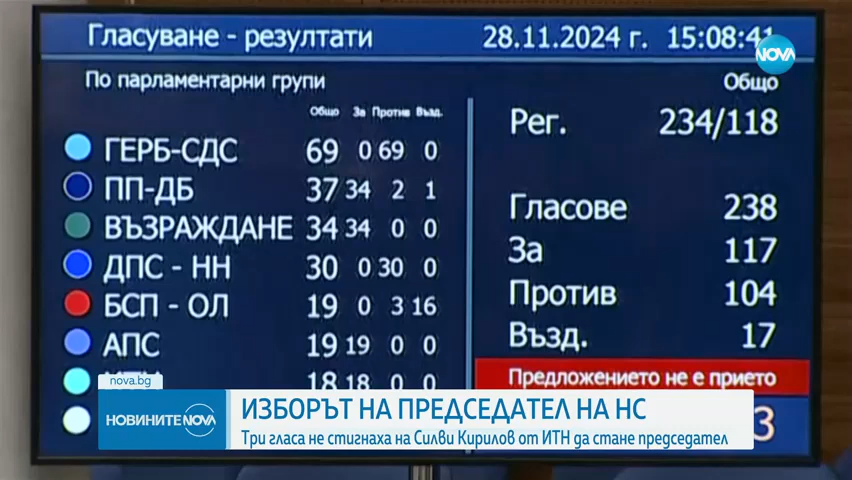 Гласуване - резултати 28.11.2024 г. 15:08:41
NOVA
По парламентарни групи Общо
Общо За Против Възд.
ГЕРБ-СДС 69 0 69 0
ПП-ДБ 37 34 2 1
ВЪЗРАЖДАНЕ 34 34 0 0
ДПС - НН 30 0 30 0
БСП - ОЛ 19 0 3 16
АПС 19 19 0 0
18 18 0 0
Рег. 234/118
Гласове 238
За 117
Против 104
Възд. 17
Предложението не е прието
3
nova.bg
НОВИНИТЕ NOVA
ИЗБОРЪТ НА ПРЕДСЕДАТЕЛ НА НС
Три гласа не стигнаха на Силви Кирилов от ИТН да стане председател